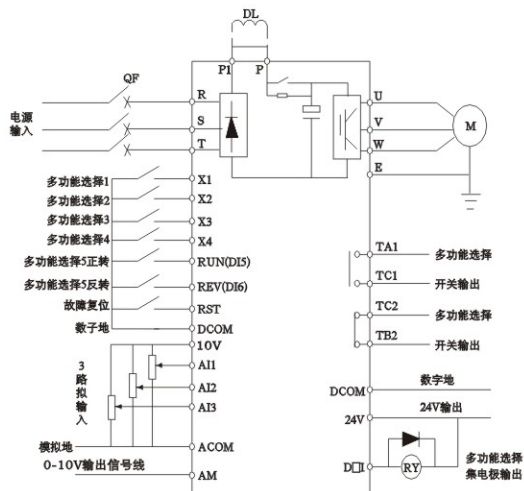 DL
P1
P
QF
R
电源
输入
S
T
U
V
W
E
M
多功能选择1
X1
多功能选择2
X2
多功能选择3
X3
多功能选择4
X4
多功能选择5正转
RUN(DI5)
多功能选择5反转
REV(DI6)
故障复位
RST
数子地
DCOM
TA1
多功能选择
TC1
开关输出
TC2
多功能选择
TB2
开关输出
10V
3路拟输入
AI1
AI2
AI3
模拟地
ACOM
0-10V输出信号线
AM
DCOM
数字地
24V
24V输出
D□I
RY
多功能选择
集电极输出